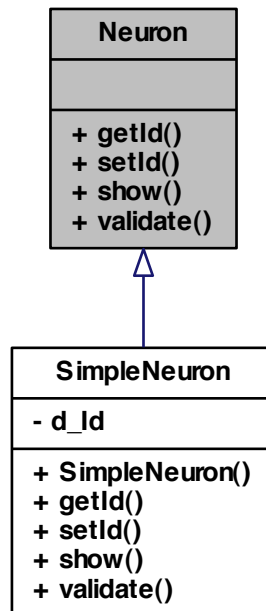 Neuron
+ getId()
+ setId()
+ show()
+ validate()
SimpleNeuron
- d_Id
+ SimpleNeuron()
+ getId()
+ setId()
+ show()
+ validate()